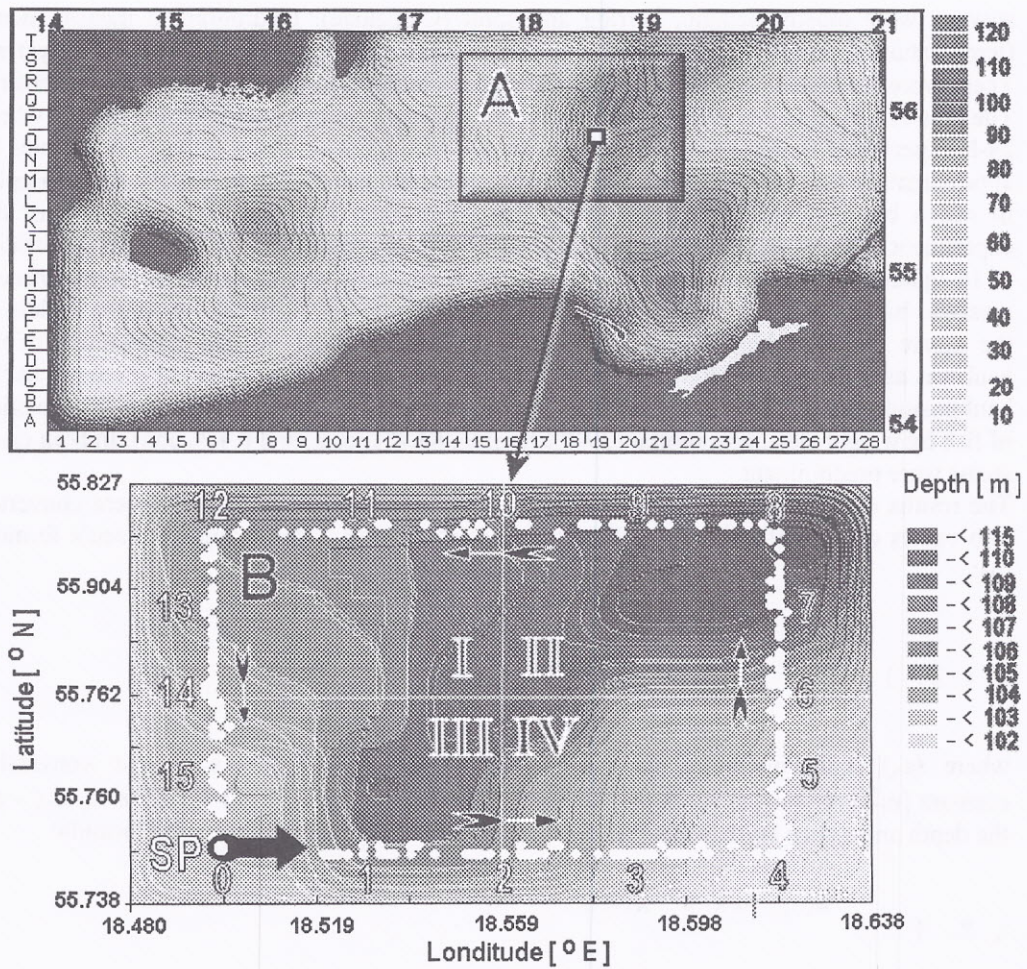 14 15 16 17 18 19 20 21
T
S
R
Q
P
O
N
M
L
K
J
I
H
G
F
E
D
C
B
A
A
56
55
54
1 2 3 4 5 6 7 8 9 10 11 12 13 14 15 16 17 18 19 20 21 22 23 24 25 26 27 28
120
110
100
90
80
70
60
50
40
30
20
10
55.827
55.904
55.762
55.760
55.738
Latitude [ ° N ]
12 11 10 9 8
B
13 7
I II
14 6
III IV
15 5
SP
0 1 2 3 4
18.480 18.519 18.559 18.598 18.638
Londitude [ ° E ]
Depth [ m ]
-< 115
-< 110
-< 109
-< 108
-< 107
-< 106
-< 105
-< 104
-< 103
-< 102